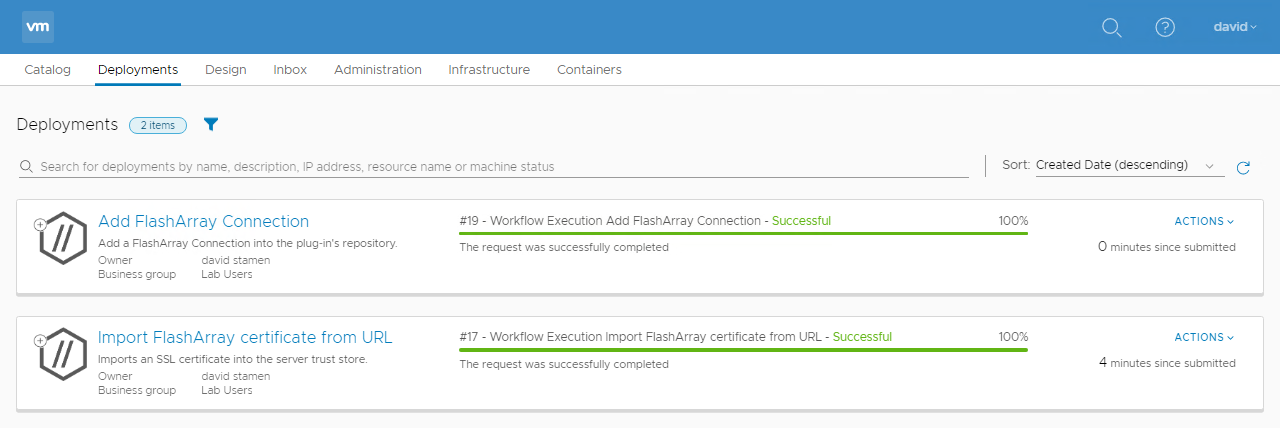 vm
david
Catalog Deployments Design Inbox Administration Infrastructure Containers
Deployments 2 items
Search for deployments by name, description, IP address, resource name or machine status
Sort: Created Date (descending)
Add FlashArray Connection
Add a FlashArray Connection into the plug-in's repository.
Owner david stamen
Business group Lab Users
#19 - Workflow Execution Add FlashArray Connection - Successful 100%
The request was successfully completed
ACTIONS
0 minutes since submitted
Import FlashArray certificate from URL
Imports an SSL certificate into the server trust store.
Owner david stamen
Business group Lab Users
#17 - Workflow Execution Import FlashArray certificate from URL - Successful 100%
The request was successfully completed
ACTIONS
4 minutes since submitted